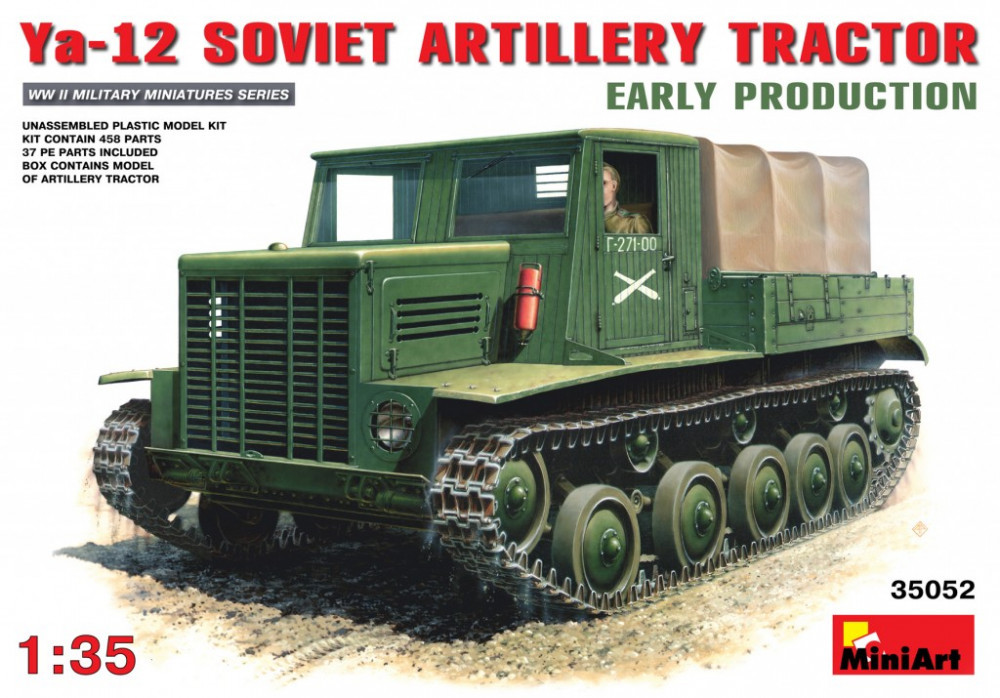 Ya-12 SOVIET ARTILLERY TRACTOR
WW II MILITARY MINIATURES SERIES
EARLY PRODUCTION
UNASSEMBLED PLASTIC MODEL KIT
KIT CONTAIN 458 PARTS
37 PE PARTS INCLUDED
BOX CONTAINS MODEL
OF ARTILLERY TRACTOR
Г-271-00
35052
1:35
MiniArt